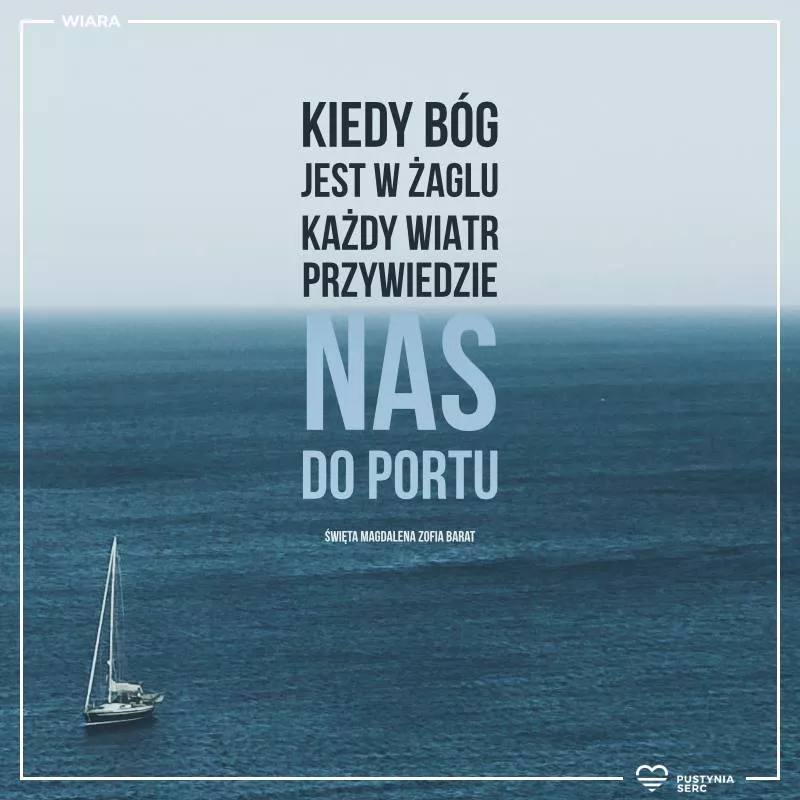 WIARA
KIEDY BÓG
JEST W ŻAGLU
KAŻDY WIATR
PRZYWIEDZIE
NAS
DO PORTU
ŚWIĘTA MAGDALENA ZOFIA BARAT
PUSTYNIA
SERC